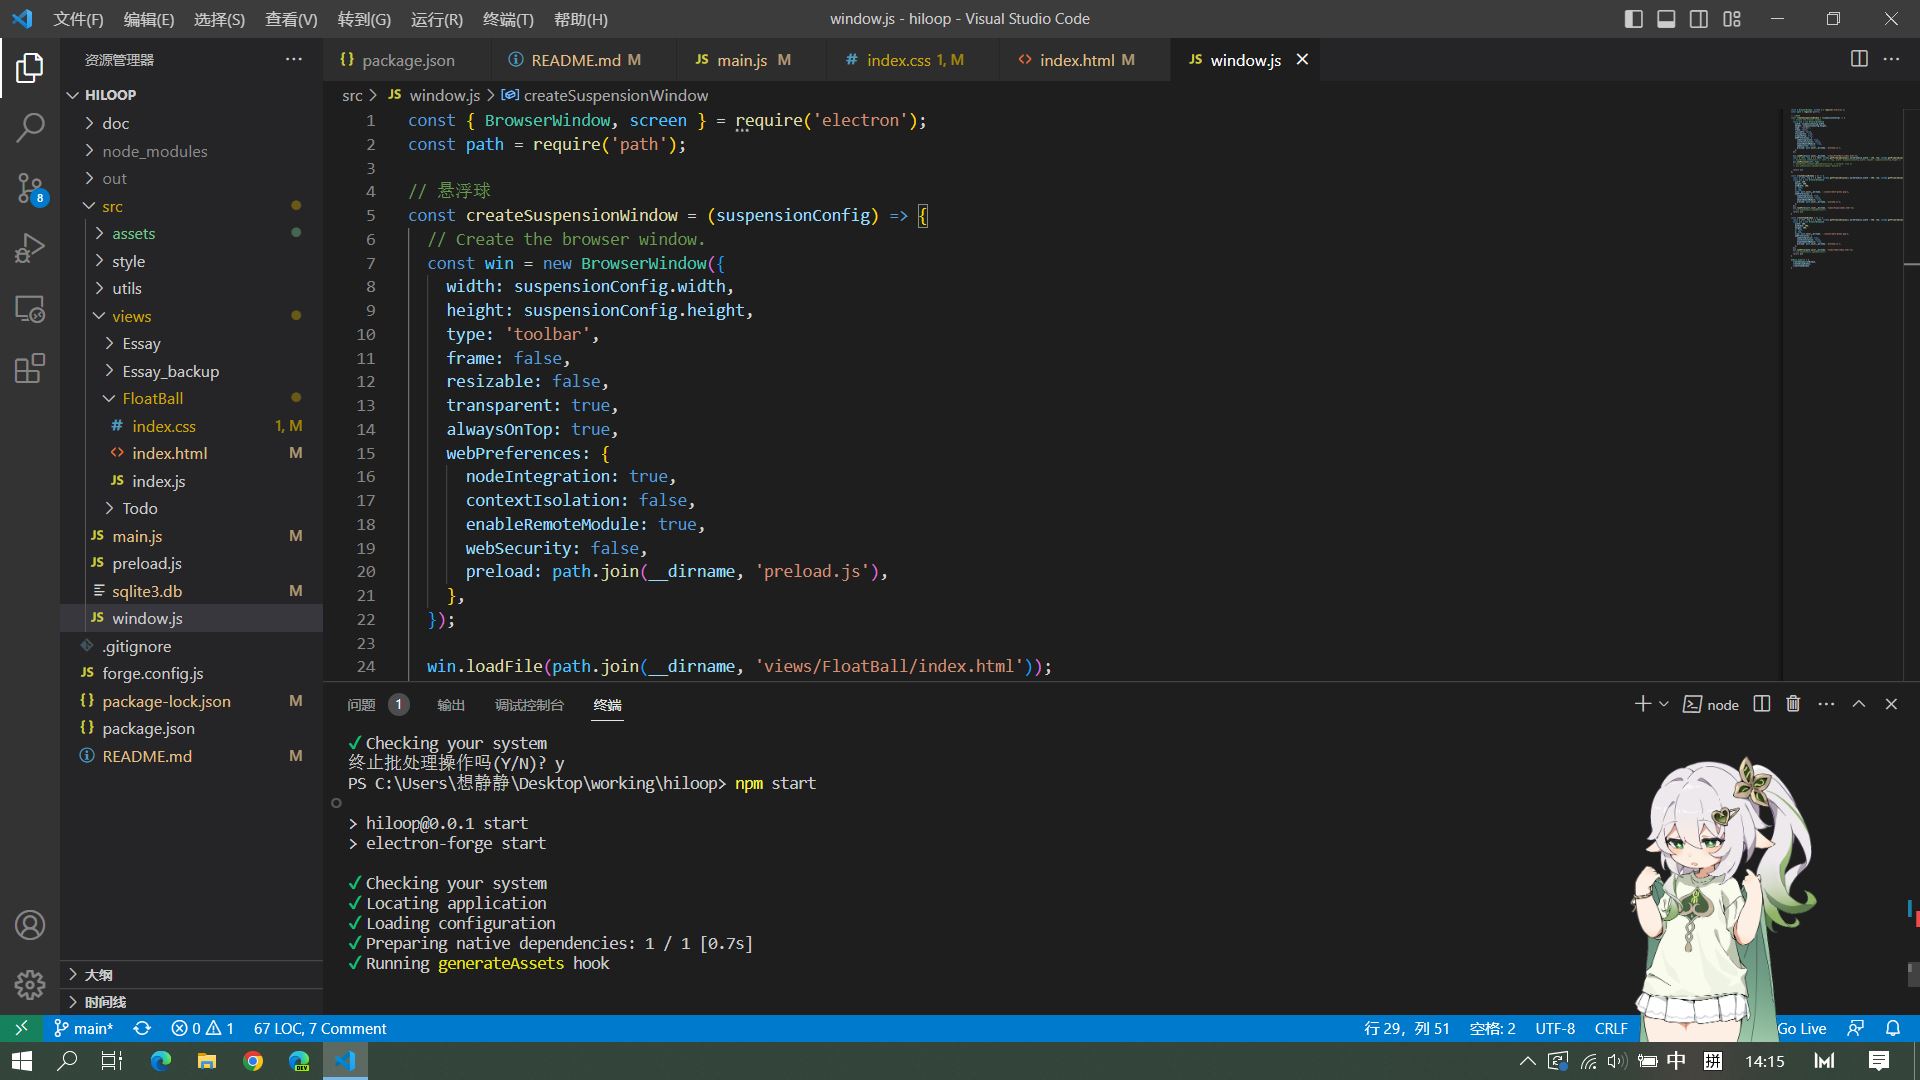 文件(F) 编辑(E) 选择(S) 查看(V) 转到(G) 运行(R) 终端(T) 帮助(H)
window.js - hiloop - Visual Studio Code
资源管理器
package.json
README.md M
main.js M
index.css 1, M
index.html M
JS window.js
HILOOP
doc
node_modules
out
src
assets
style
utils
views
Essay
Essay_backup
FloatBall
# index.css 1, M
<> index.html M
JS index.js
Todo
JS main.js M
JS preload.js
sqlite3.db M
JS window.js
.gitignore
JS forge.config.js
{} package-lock.json M
{} package.json
README.md M
大纲
时间线
8
src > JS window.js > createSuspensionWindow
1 const { BrowserWindow, screen } = require('electron');
2 const path = require('path');
3
4 // 悬浮球
5 const createSuspensionWindow = (suspensionConfig) => {
6 // Create the browser window.
7 const win = new BrowserWindow({
8 width: suspensionConfig.width,
9 height: suspensionConfig.height,
10 type: 'toolbar',
11 frame: false,
12 resizable: false,
13 transparent: true,
14 alwaysOnTop: true,
15 webPreferences: {
16 nodeIntegration: true,
17 contextIsolation: false,
18 enableRemoteModule: true,
19 webSecurity: false,
20 preload: path.join(__dirname, 'preload.js'),
21 },
22 });
23
24 win.loadFile(path.join(__dirname, 'views/FloatBall/index.html'));
问题 1 输出 调试控制台 终端
node
✓ Checking your system
终止批处理操作吗(Y/N)? y
PS C:\Users\想静静\Desktop\working\hiloop> npm start
> hiloop@0.0.1 start
> electron-forge start
✓ Checking your system
✓ Locating application
✓ Loading configuration
✓ Preparing native dependencies: 1 / 1 [0.7s]
✓ Running generateAssets hook
main* 0 1 67 LOC, 7 Comment
行 29，列 51 空格: 2 UTF-8 CRLF
Go Live
DEV
中 拼 14:15